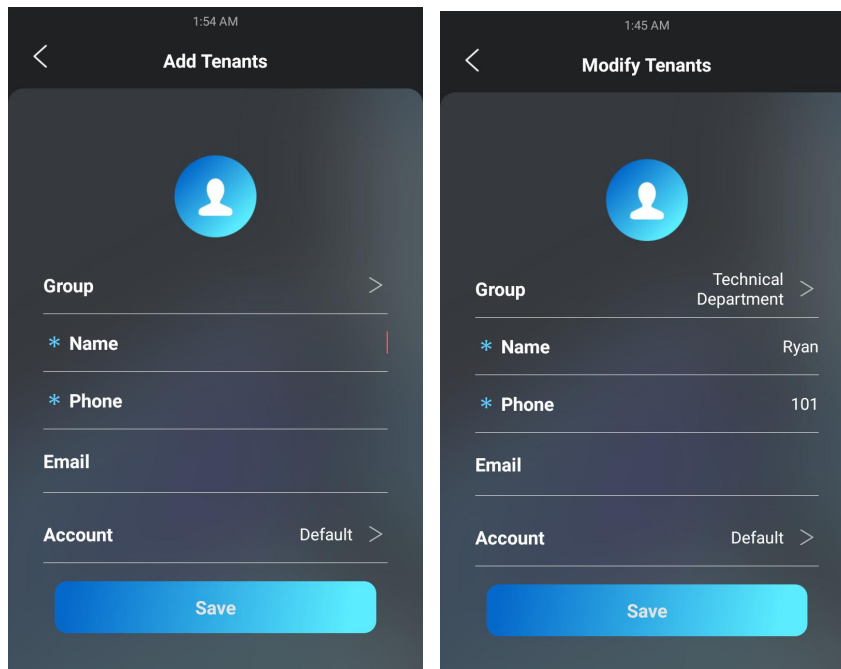 1:54 AM
Add Tenants
Group
* Name
* Phone
Email
Account Default
Save
1:45 AM
Modify Tenants
Group Technical
Department
* Name Ryan
* Phone 101
Email
Account Default
Save